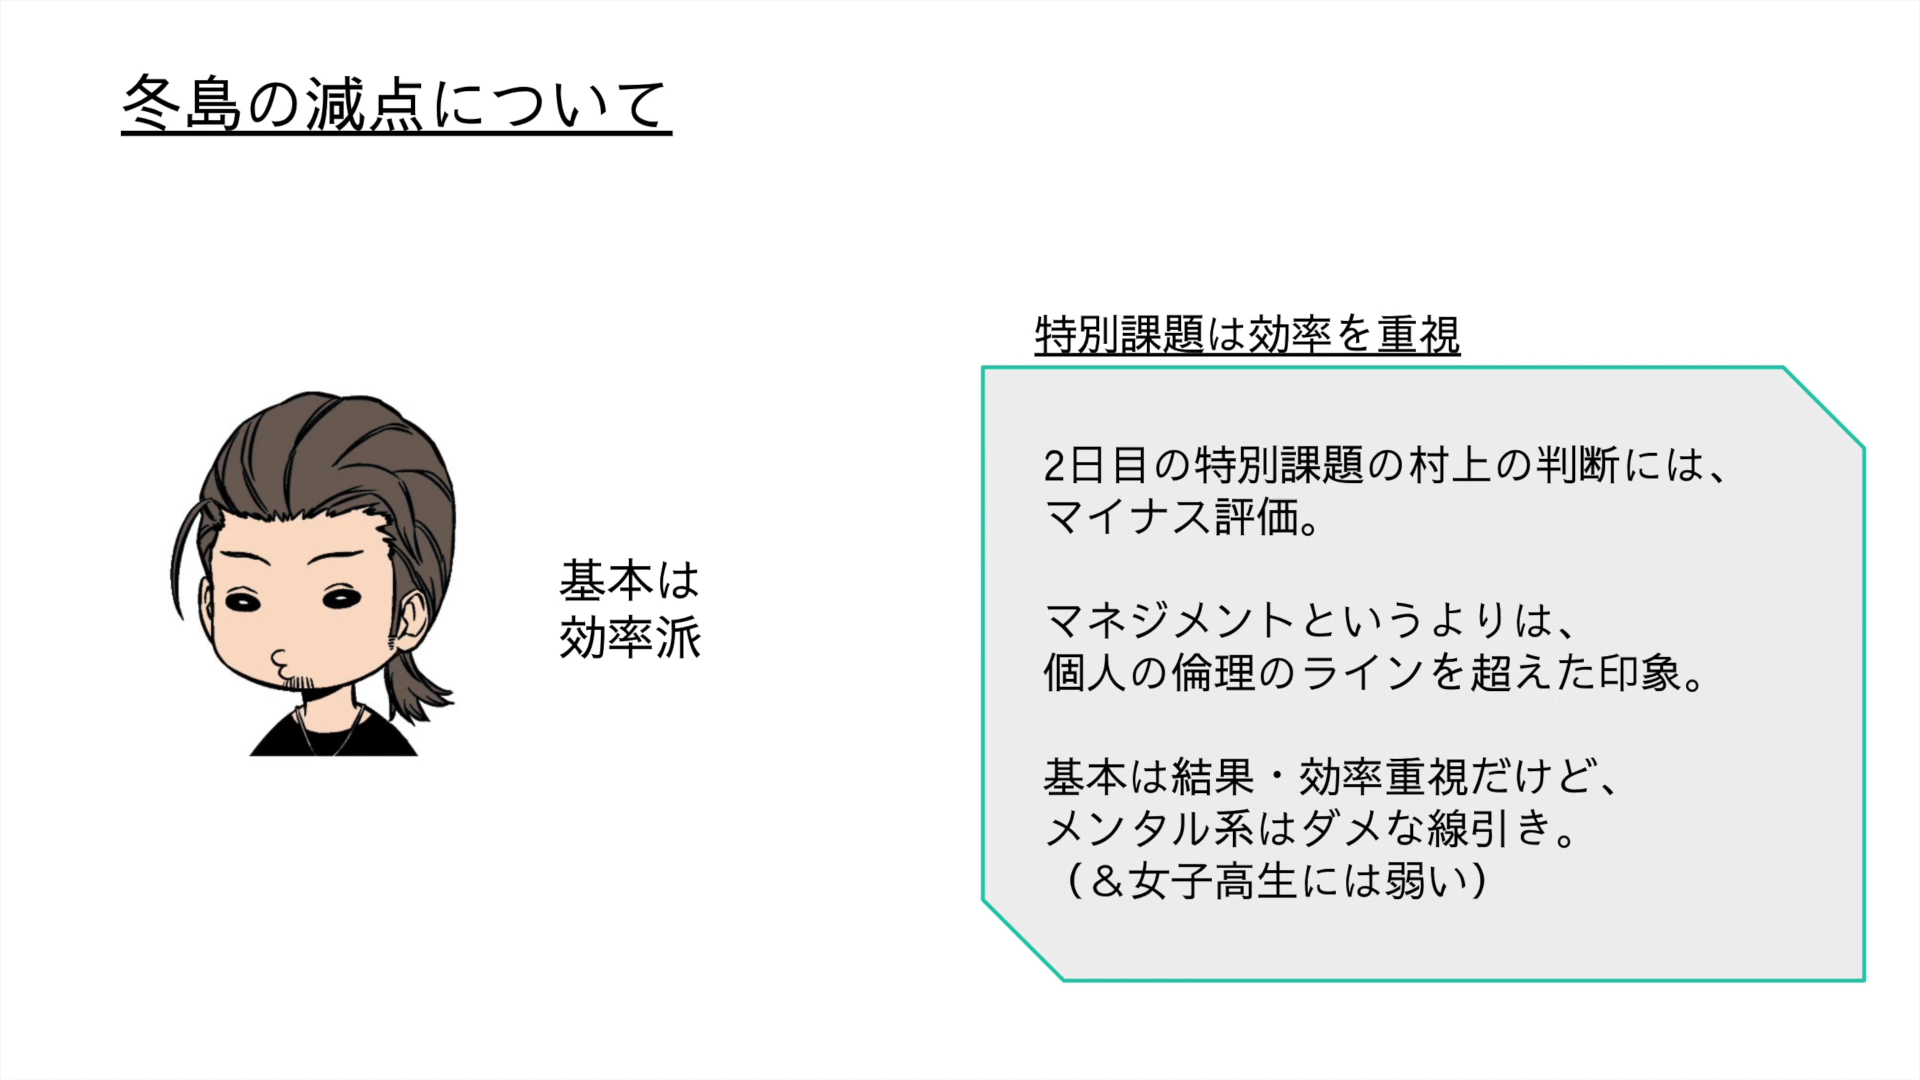 冬島の減点について
基本は
効率派
特別課題は効率を重視
2日目の特別課題の村上の判断には、
マイナス評価。
マネジメントというよりは、
個人の倫理のラインを超えた印象。
基本は結果・効率重視だけど、
メンタル系はダメな線引き。
（＆女子高生には弱い）